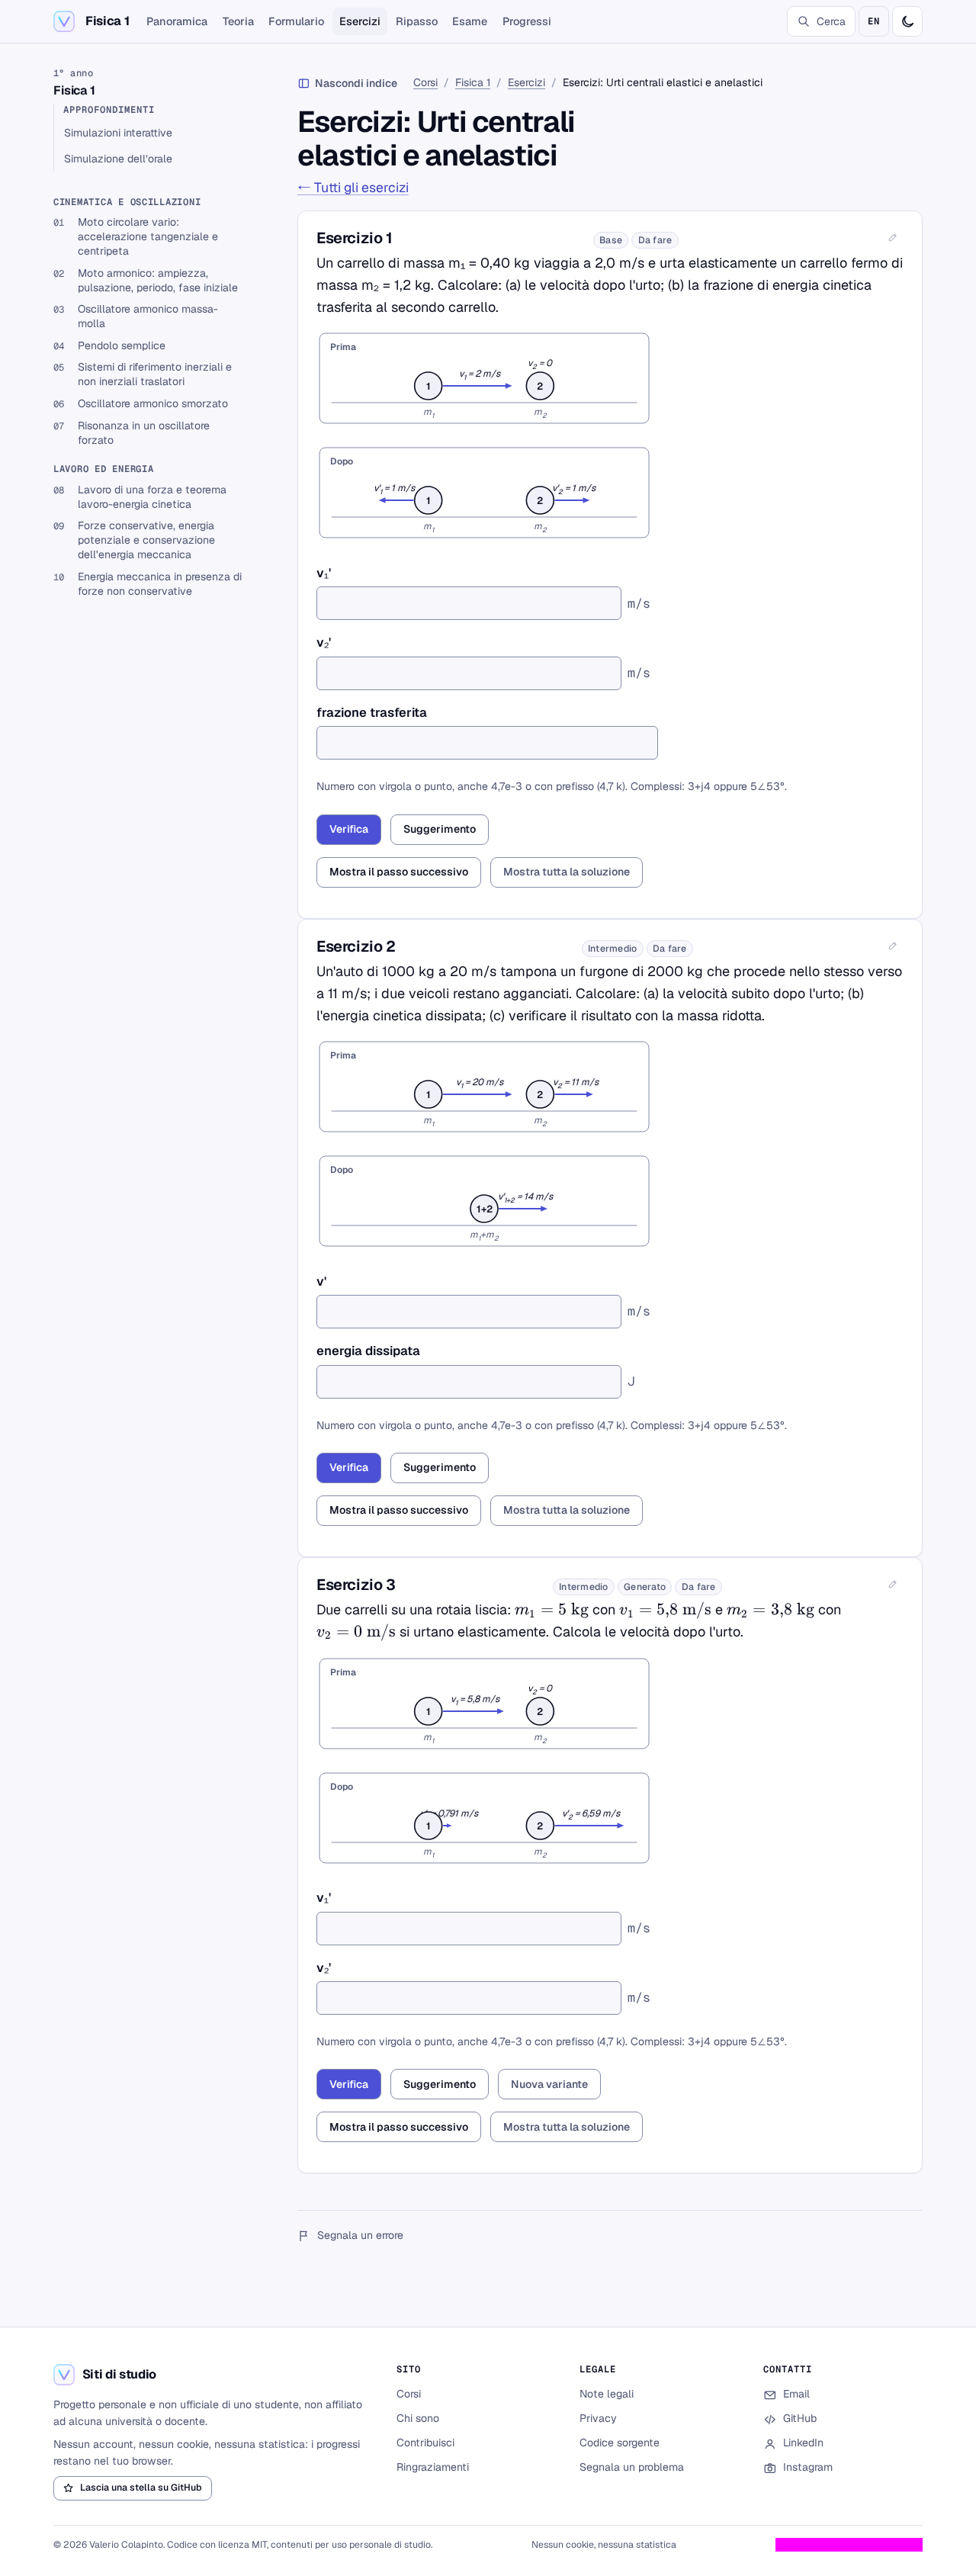 Fisica 1
Panoramica
Teoria
Formulario
Esercizi
Ripasso
Esame
Progressi
Cerca
EN
1° anno
Fisica 1
APPROFONDIMENTI
Simulazioni interattive
Simulazione dell'orale
CINEMATICA E OSCILLAZIONI
01 Moto circolare vario:
accelerazione tangenziale e
centripeta
02 Moto armonico: ampiezza,
pulsazione, periodo, fase iniziale
03 Oscillatore armonico massa-
molla
04 Pendolo semplice
05 Sistemi di riferimento inerziali e
non inerziali traslatori
06 Oscillatore armonico smorzato
07 Risonanza in un oscillatore
forzato
LAVORO ED ENERGIA
08 Lavoro di una forza e teorema
lavoro-energia cinetica
09 Forze conservative, energia
potenziale e conservazione
dell'energia meccanica
10 Energia meccanica in presenza di
forze non conservative
Nascondi indice
Corsi / Fisica 1 / Esercizi / Esercizi: Urti centrali elastici e anelastici
Esercizi: Urti centrali
elastici e anelastici
← Tutti gli esercizi
Esercizio 1
Base
Da fare
Un carrello di massa m₁ = 0,40 kg viaggia a 2,0 m/s e urta elasticamente un carrello fermo di
massa m₂ = 1,2 kg. Calcolare: (a) le velocità dopo l'urto; (b) la frazione di energia cinetica
trasferita al secondo carrello.
Prima
v₁ = 2 m/s
v₂ = 0
1
2
m₁
m₂
Dopo
v'₁ = 1 m/s
v'₂ = 1 m/s
1
2
m₁
m₂
v₁'
m/s
v₂'
m/s
frazione trasferita
Numero con virgola o punto, anche 4,7e-3 o con prefisso (4,7 k). Complessi: 3+j4 oppure 5∠53°.
Verifica
Suggerimento
Mostra il passo successivo
Mostra tutta la soluzione
Esercizio 2
Intermedio
Da fare
Un'auto di 1000 kg a 20 m/s tampona un furgone di 2000 kg che procede nello stesso verso
a 11 m/s; i due veicoli restano agganciati. Calcolare: (a) la velocità subito dopo l'urto; (b)
l'energia cinetica dissipata; (c) verificare il risultato con la massa ridotta.
Prima
v₁ = 20 m/s
v₂ = 11 m/s
1
2
m₁
m₂
Dopo
v'₁₊₂ = 14 m/s
1+2
m₁+m₂
v'
m/s
energia dissipata
J
Numero con virgola o punto, anche 4,7e-3 o con prefisso (4,7 k). Complessi: 3+j4 oppure 5∠53°.
Verifica
Suggerimento
Mostra il passo successivo
Mostra tutta la soluzione
Esercizio 3
Intermedio
Generato
Da fare
Due carrelli su una rotaia liscia: m₁ = 5 kg con v₁ = 5,8 m/s e m₂ = 3,8 kg con
v₂ = 0 m/s si urtano elasticamente. Calcola le velocità dopo l'urto.
Prima
v₁ = 5,8 m/s
v₂ = 0
1
2
m₁
m₂
Dopo
0,791 m/s
v'₂ = 6,59 m/s
1
2
m₁
m₂
v₁'
m/s
v₂'
m/s
Numero con virgola o punto, anche 4,7e-3 o con prefisso (4,7 k). Complessi: 3+j4 oppure 5∠53°.
Verifica
Suggerimento
Nuova variante
Mostra il passo successivo
Mostra tutta la soluzione
Segnala un errore
Siti di studio
Progetto personale e non ufficiale di uno studente, non affiliato
ad alcuna università o docente.
Nessun account, nessun cookie, nessuna statistica: i progressi
restano nel tuo browser.
Lascia una stella su GitHub
SITO
Corsi
Chi sono
Contribuisci
Ringraziamenti
LEGALE
Note legali
Privacy
Codice sorgente
Segnala un problema
CONTATTI
Email
GitHub
LinkedIn
Instagram
© 2026 Valerio Colapinto. Codice con licenza MIT, contenuti per uso personale di studio.
Nessun cookie, nessuna statistica